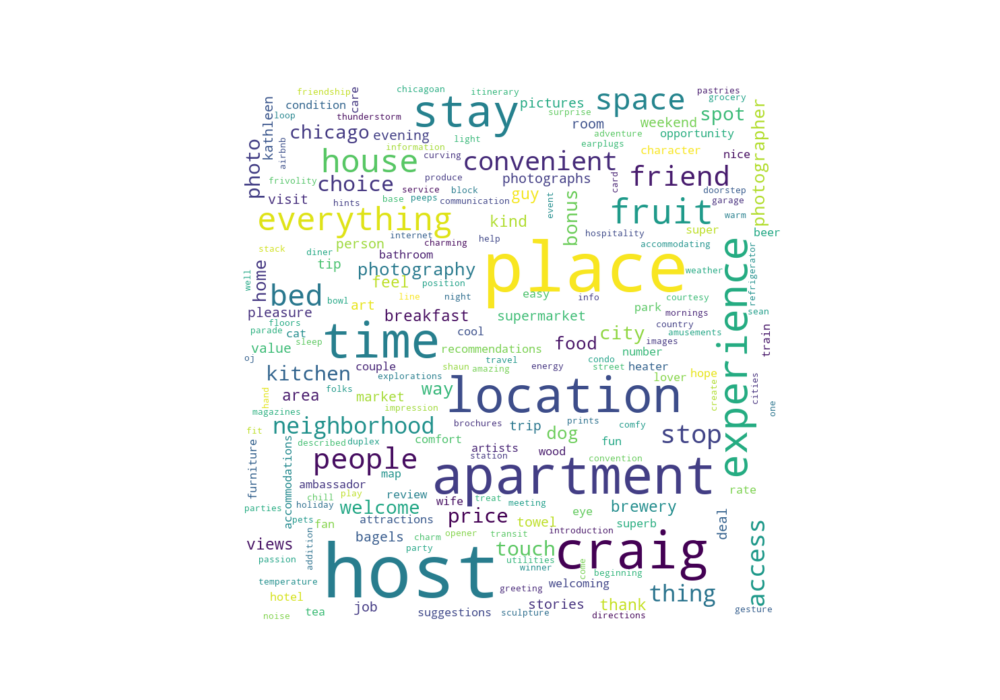 friendship
chicagoan
itinerary
pastries
grocery
condition
care
loop
thunderstorm
stay
pictures
surprise
space
spot
photographer
kathleen
chicago
evening
light
room
weekend
adventure
opportunity
earplugs
airbnb
information
photo
house
curving
convenient
character
nice
frivolity
choice
produce
photographs
card
friend
doorstep
visit
service
block
guy
garage
hints
base
peeps
communication
event
bonus
fruit
warm
everything
kind
hospitality
super
beer
internet
person
charming
help
accommodating
stack
diner
bathroom
place
experience
refrigerator
well
home
tip
photography
weather
feel
position
bed
bowl
line
night
easy
info
park
courtesy
pleasure
art
breakfast
supermarket
mornings
sean
floors
parade
cat
time
cool
country
city
amusements
train
sleep
value
recommendations
food
images
number
oj
couple
shaun
travel
condo
street
amazing
energy
heater
kitchen
explorations
lover
hope
hand
area
folks
way
location
created
cities
market
magazines
impression
one
neighborhood
brochures
trip
prints
comfy
stop
fit
described
duplex
comfort
artists
dog
fun
station
wood
furniture
accommodations
people
map
apartment
convention
chill
play
ambassador
review
eye
rate
parties
holiday
wife
treat
meeting
pets
welcome
attractions
brewery
fan
price
towel
superb
deal
addition
charm
opener
transit
introduction
bagels
utilities
touch
craig
access
views
party
winner
come
passion
host
beginning
temperature
greeting
welcoming
thing
hotel
job
stories
thank
tea
suggestions
sculpture
gesture
noise
directions